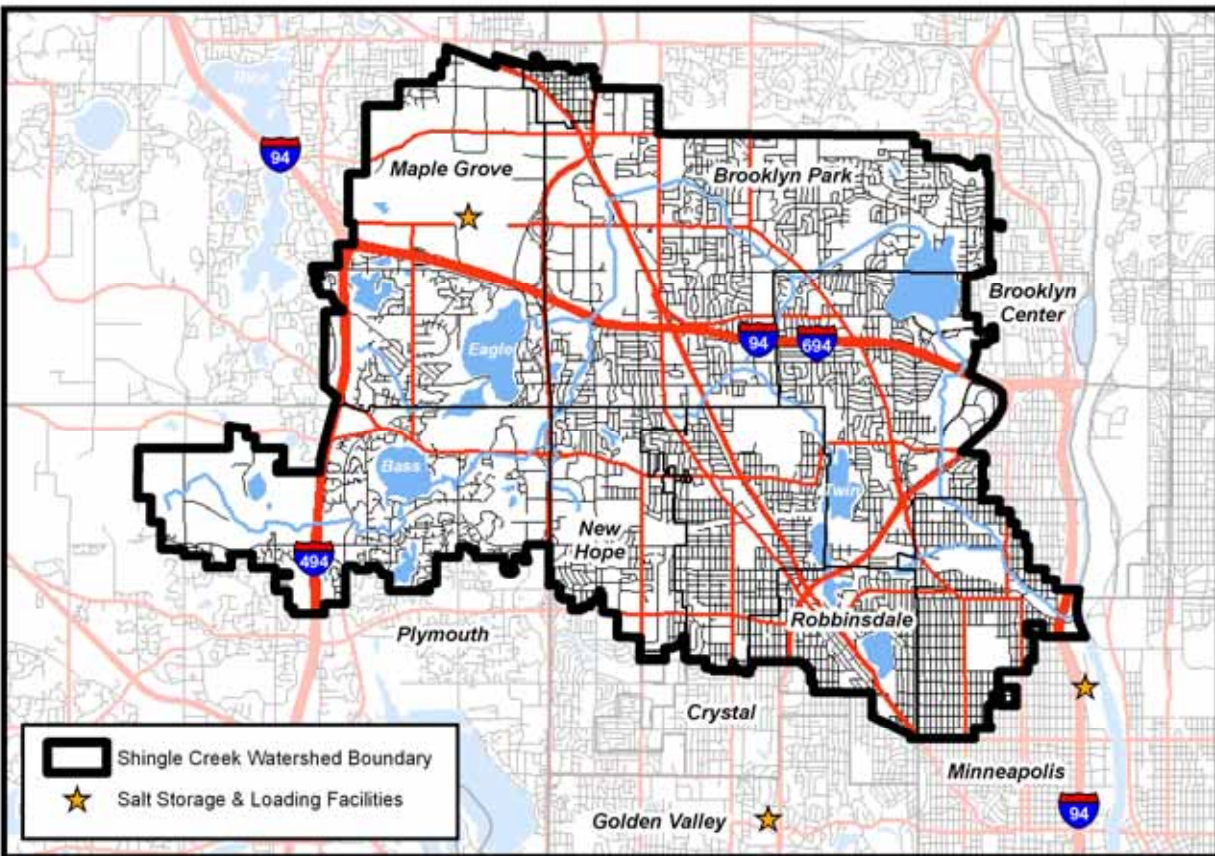 Rice
94
Maple Grove
Brooklyn Park
Brooklyn
Center
Eagle
94
694
Bass
Twin
New
Hope
494
Plymouth
Robbinsdale
Crystal
Minneapolis
Golden Valley
94
Shingle Creek Watershed Boundary
Salt Storage & Loading Facilities